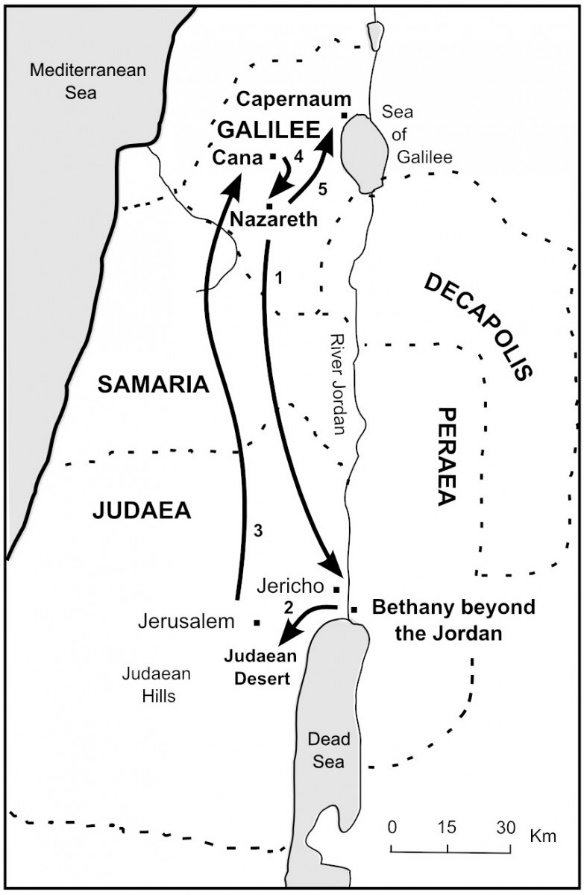 Mediterranean
Sea
Capernaum
GALILEE
Sea
of
Galilee
Cana
4
5
Nazareth
1
DECAPOLIS
River Jordan
SAMARIA
PERAEA
JUDAEA
3
Jericho
2
Bethany beyond
the Jordan
Jerusalem
Judaean
Desert
Judaean
Hills
Dead
Sea
0 15 30 Km